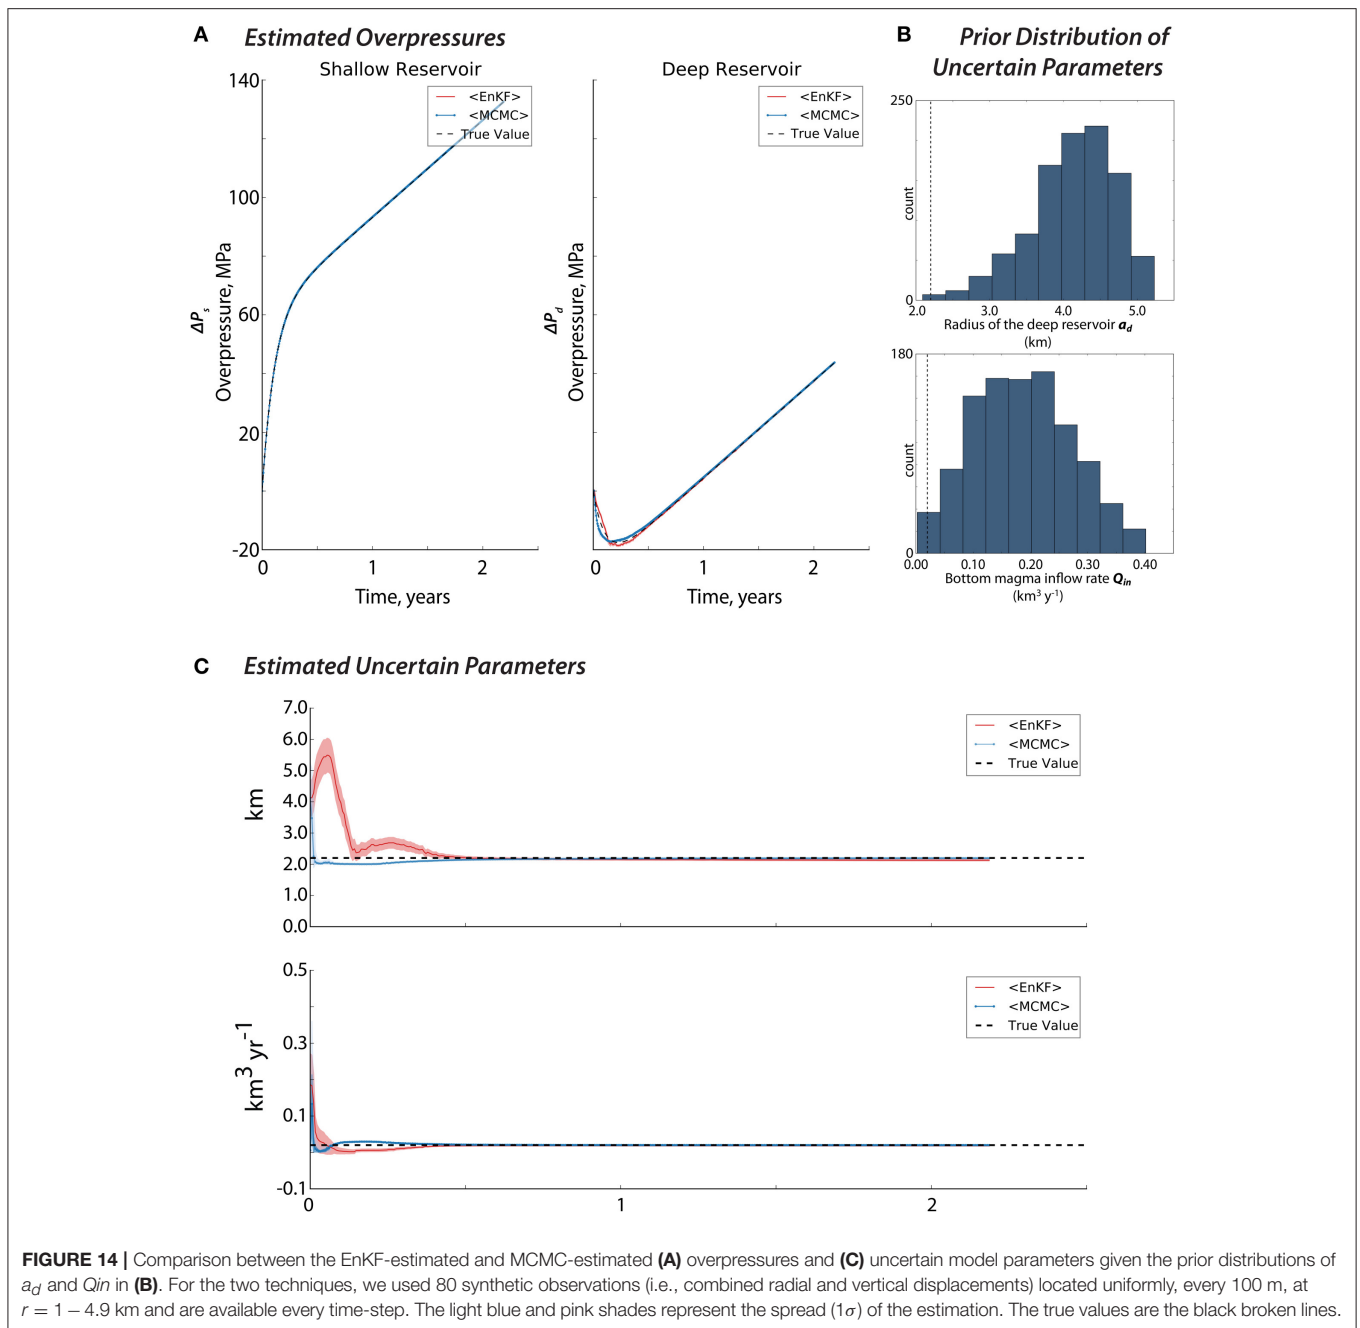 A Estimated Overpressures
Shallow Reservoir
140
100
60
20
-20
ΔPs
Overpressure, MPa
<EnKF>
<MCMC>
True Value
0 1 2
Time, years
Deep Reservoir
ΔPd
Overpressure, MPa
<EnKF>
<MCMC>
True Value
0 1 2
Time, years
B Prior Distribution of
Uncertain Parameters
250
count
0
2.0 3.0 4.0 5.0
Radius of the deep reservoir ad
(km)
180
count
0
0.00 0.10 0.20 0.30 0.40
Bottom magma inflow rate Qin
(km³ y⁻¹)
C Estimated Uncertain Parameters
7.0
6.0
5.0
4.0
3.0
2.0
1.0
0.0
km
<EnKF>
<MCMC>
True Value
0.5
0.3
0.1
-0.1
km³ yr⁻¹
<EnKF>
<MCMC>
True Value
0 1 2
FIGURE 14 | Comparison between the EnKF-estimated and MCMC-estimated (A) overpressures and (C) uncertain model parameters given the prior distributions of
ad and Qin in (B). For the two techniques, we used 80 synthetic observations (i.e., combined radial and vertical displacements) located uniformly, every 100 m, at
r = 1 − 4.9 km and are available every time-step. The light blue and pink shades represent the spread (1σ) of the estimation. The true values are the black broken lines.